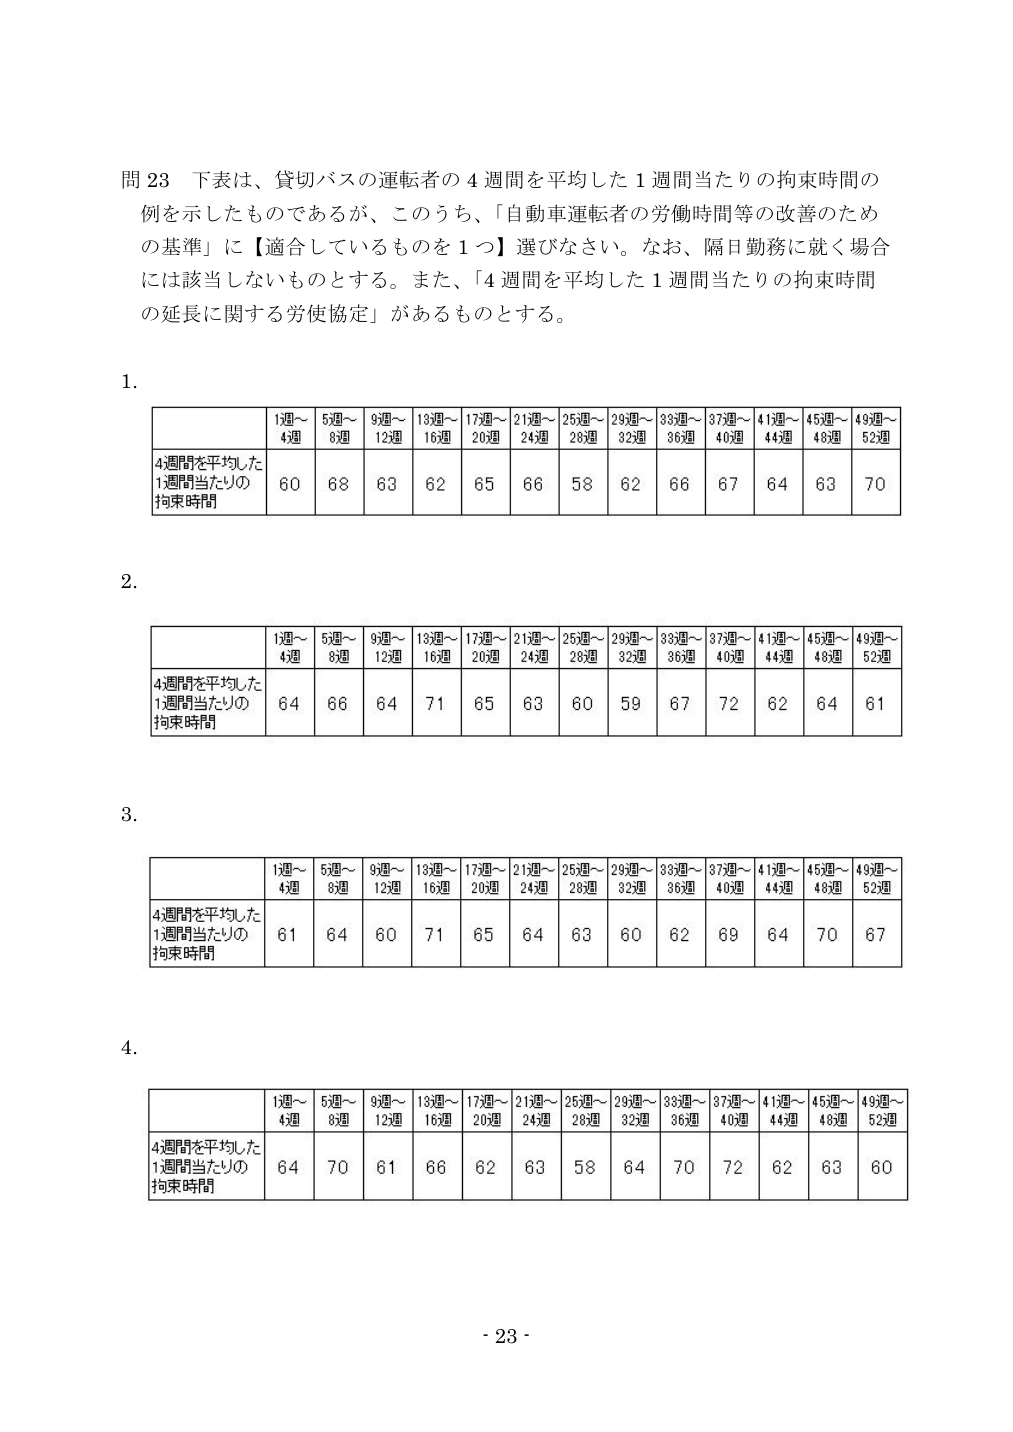 問 23　下表は、貸切バスの運転者の 4 週間を平均した 1 週間当たりの拘束時間の
例を示したものであるが、このうち、「自動車運転者の労働時間等の改善のため
の基準」に【適合しているものを 1 つ】選びなさい。なお、隔日勤務に就く場合
には該当しないものとする。また、「4 週間を平均した 1 週間当たりの拘束時間
の延長に関する労使協定」があるものとする。
1.
1週～ 5週～ 9週～ 13週～ 17週～ 21週～ 25週～ 29週～ 33週～ 37週～ 41週～ 45週～ 49週～
4週 8週 12週 16週 20週 24週 28週 32週 36週 40週 44週 48週 52週
4週間を平均した
1週間当たりの 60 68 63 62 65 66 58 62 66 67 64 63 70
拘束時間
2.
1週～ 5週～ 9週～ 13週～ 17週～ 21週～ 25週～ 29週～ 33週～ 37週～ 41週～ 45週～ 49週～
4週 8週 12週 16週 20週 24週 28週 32週 36週 40週 44週 48週 52週
4週間を平均した
1週間当たりの 64 66 64 71 65 63 60 59 67 72 62 64 61
拘束時間
3.
1週～ 5週～ 9週～ 13週～ 17週～ 21週～ 25週～ 29週～ 33週～ 37週～ 41週～ 45週～ 49週～
4週 8週 12週 16週 20週 24週 28週 32週 36週 40週 44週 48週 52週
4週間を平均した
1週間当たりの 61 64 60 71 65 64 63 60 62 69 64 70 67
拘束時間
4.
1週～ 5週～ 9週～ 13週～ 17週～ 21週～ 25週～ 29週～ 33週～ 37週～ 41週～ 45週～ 49週～
4週 8週 12週 16週 20週 24週 28週 32週 36週 40週 44週 48週 52週
4週間を平均した
1週間当たりの 64 70 61 66 62 63 58 64 70 72 62 63 60
拘束時間
- 23 -